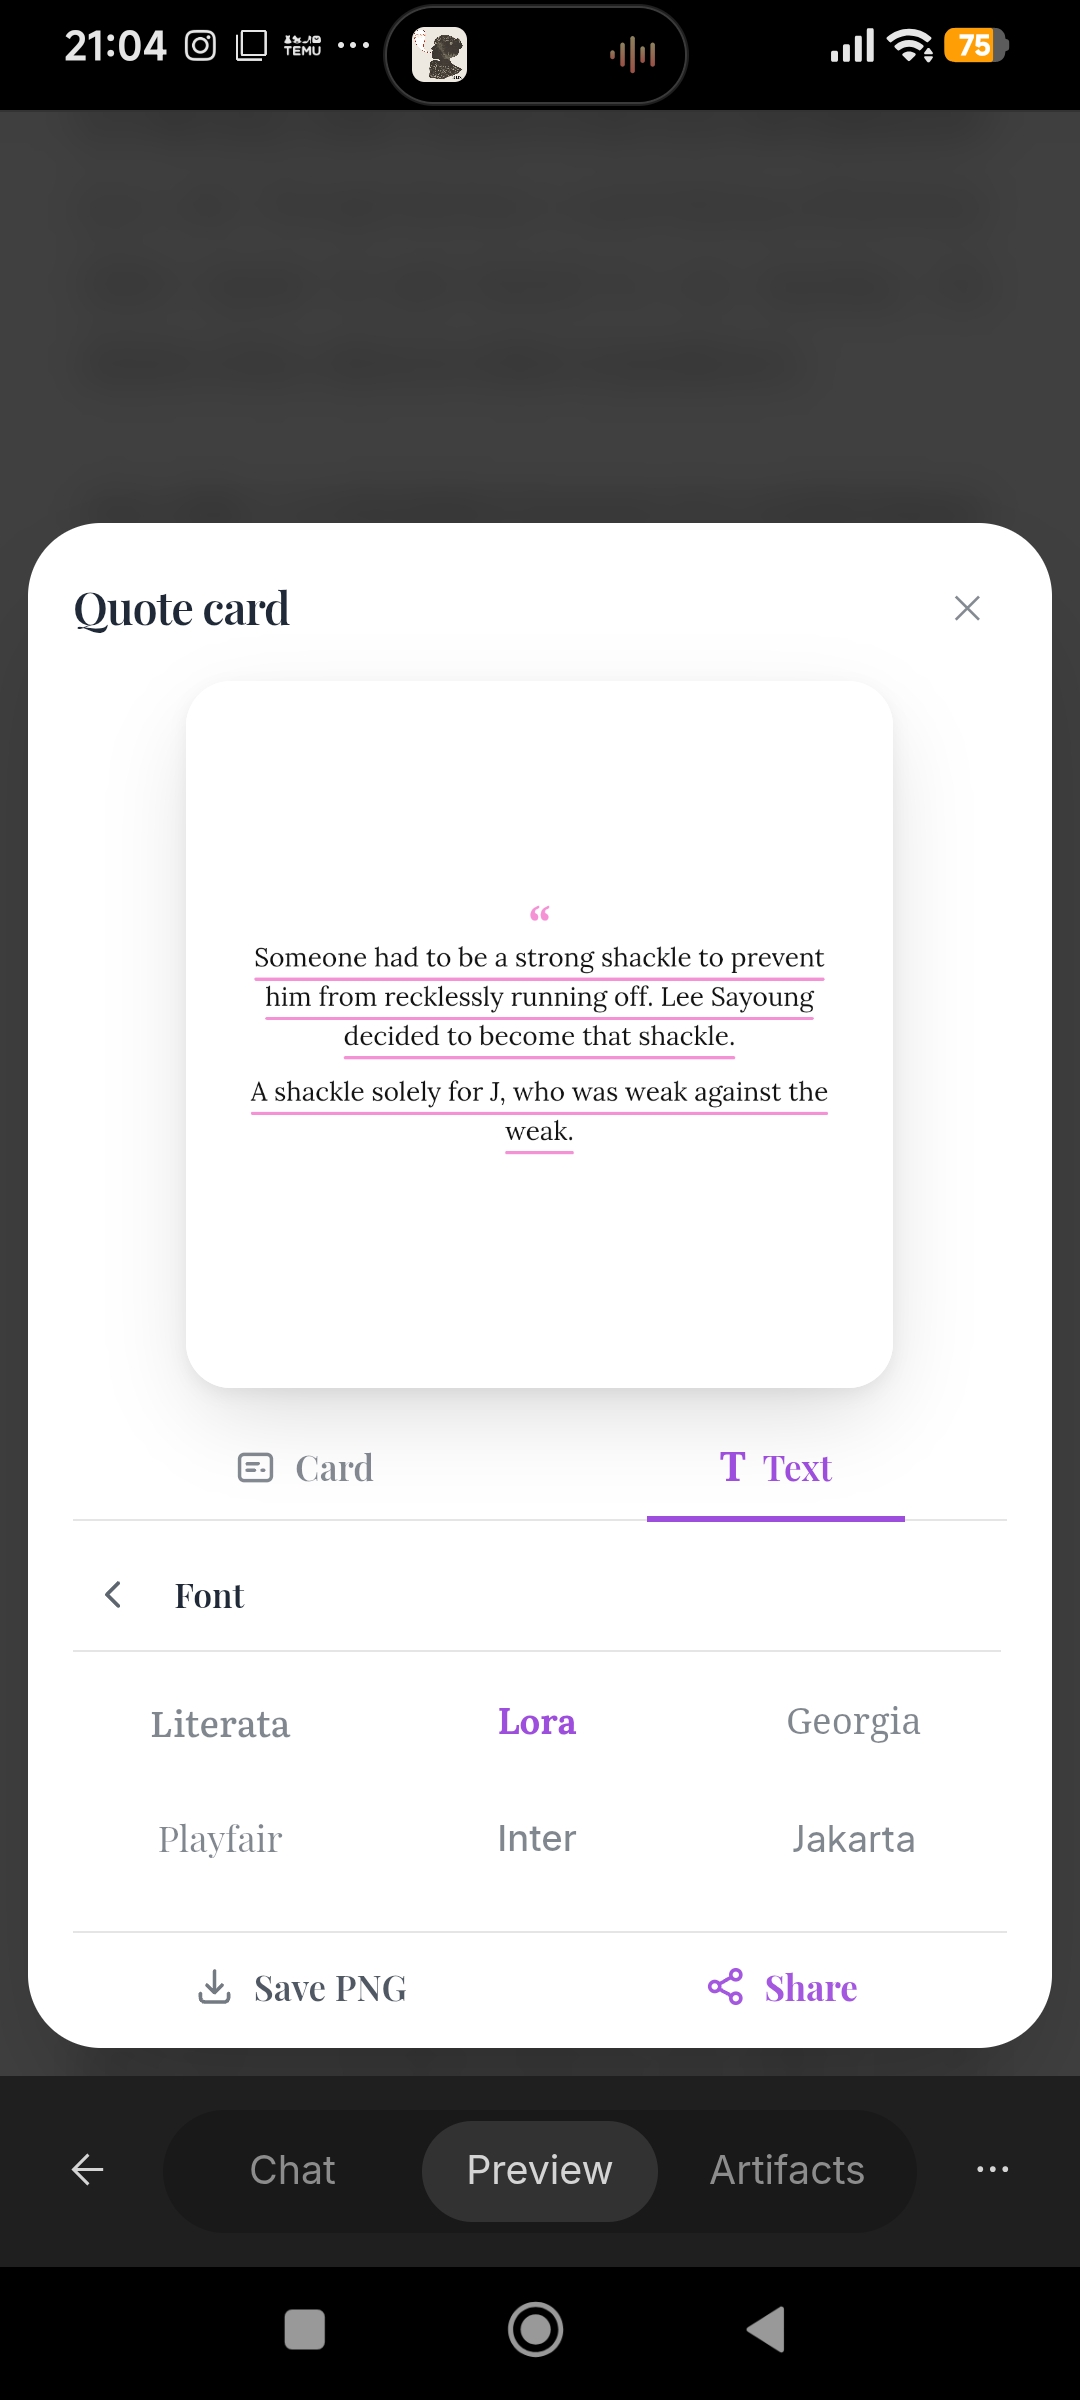 21:04
TEMU
75
Quote card
“
Someone had to be a strong shackle to prevent
him from recklessly running off. Lee Sayoung
decided to become that shackle.
A shackle solely for J, who was weak against the
weak.
Card
T Text
Font
Literata
Lora
Georgia
Playfair
Inter
Jakarta
Save PNG
Share
Chat
Preview
Artifacts